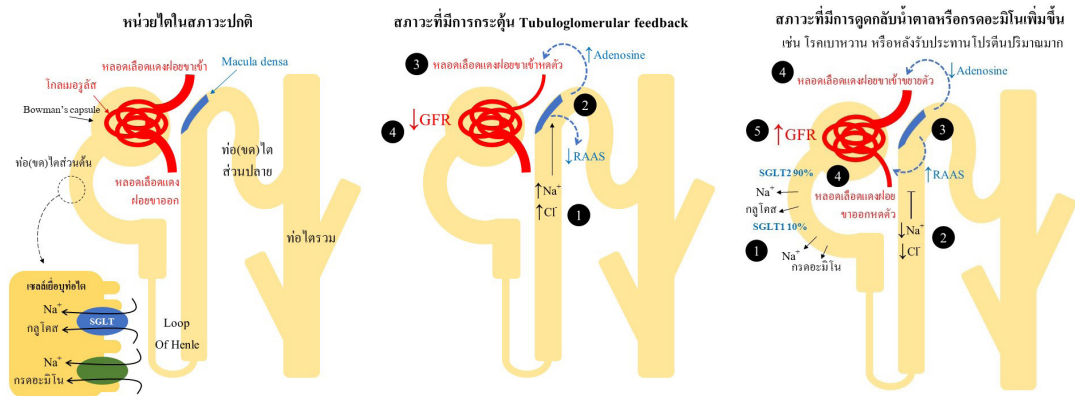 หน่วยไตในสภาวะปกติ
หลอดเลือดแดงฝอยขาเข้า
Macula densa
โกลเมอรูลัส
Bowman's capsule
ท่อ(ขด)ไต
ส่วนปลาย
ท่อ(ขด)ไตส่วนต้น
หลอดเลือดแดง
ฝอยขาออก
ท่อไตรวม
เซลล์เยื่อบุท่อไต
Na+
SGLT
กลูโคส
Na+
กรดอะมิโน
Loop
Of Henle
สภาวะที่มีการกระตุ้น Tubuloglomerular feedback
↑ Adenosine
3
หลอดเลือดแดงฝอยขาเข้าหดตัว
2
4
↓GFR
↓RAAS
↑ Na+
↑ Cl-
1
สภาวะที่มีการดูดกลับน้ำตาลหรือกรดอะมิโนเพิ่มขึ้น
เช่น โรคเบาหวาน หรือหลังรับประทานโปรตีนปริมาณมาก
4
หลอดเลือดแดงฝอยขาเข้าขยายตัว
↓Adenosine
5
↑GFR
3
SGLT2 90%
4
↑ RAAS
Na+
กลูโคส
หลอดเลือดแดงฝอย
ขาออกหดตัว
SGLT1 10%
1
Na+
กรดอะมิโน
↓ Na+
↓ Cl-
2